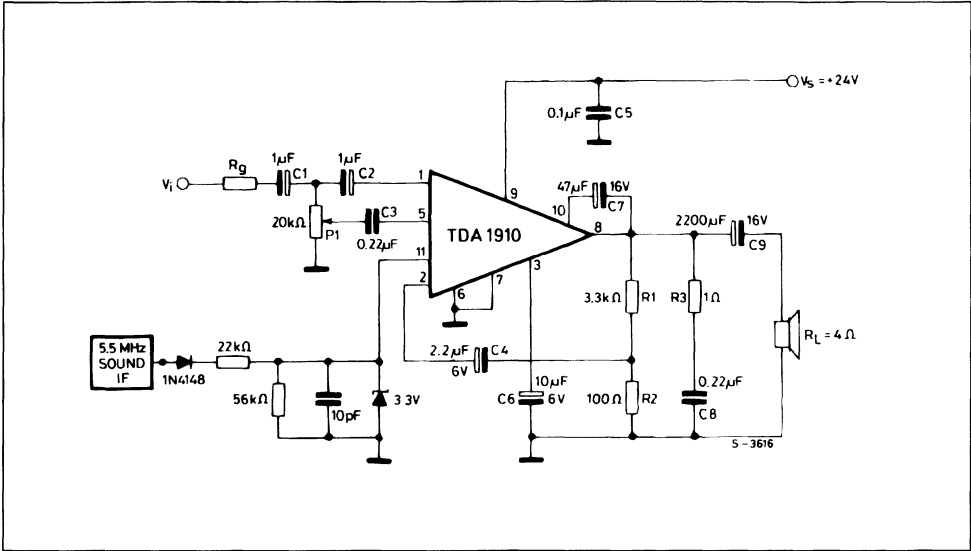 Vs = +24V
0.1µF C5
Rg
1µF
C1
1µF
C2
Vi
1
9
47µF 16V
C7
10
20kΩ
P1
C3
0.22µF
5
TDA 1910
8
2200µF 16V
C9
11
2
3
6
7
3.3kΩ R1
R3 1Ω
RL = 4Ω
5.5 MHz
SOUND
IF
1N4148
22kΩ
2.2µF C4
6V
56kΩ
10pF
3.3V
10µF
C6 6V
100Ω R2
0.22µF
C8
S-3616